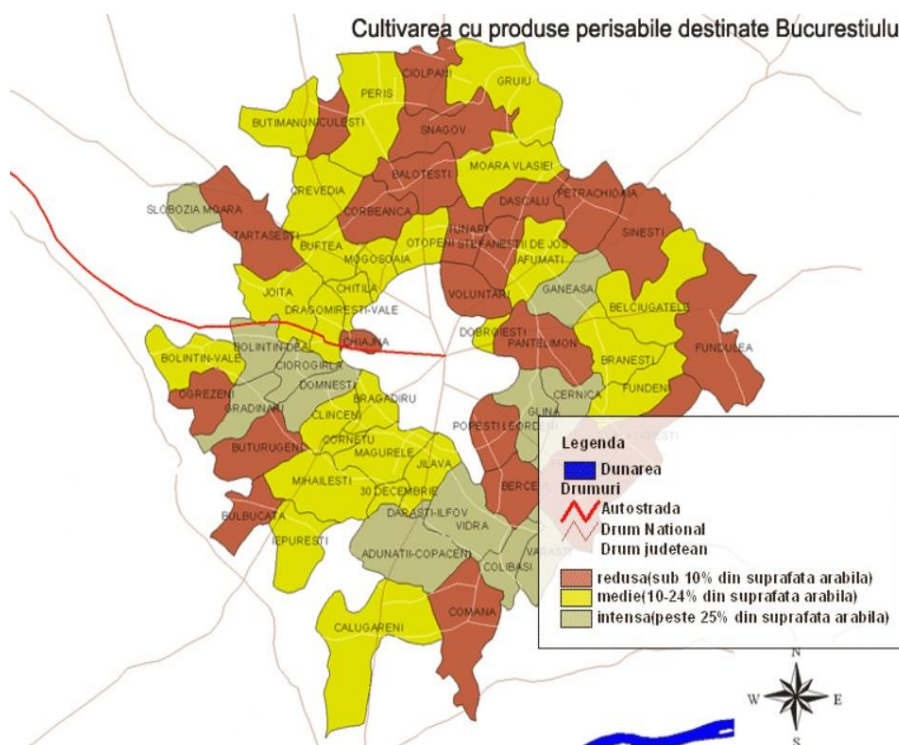 Cultivarea cu produse perisabile destinate Bucurestiulu
CIOLPANI
GRUIU
PERIS
BUTIMANU
NICULESTI
SNAGOV
MOARA VLASIEI
BALOTESTI
CREVEDIA
PETRACHIOAIA
DASCALU
SLOBOZIA MOARA
CORBEANCA
SINESTI
TUNARI
TARTASESTI
OTOPENI
STEFANESTII DE JOS
BUFTEA
MOGOSOAIA
AFUMATI
JOITA
CHITILA
VOLUNTARI
GANEASA
BELCIUGATELE
DRAGOMIRESTI-VALE
DOBROIESTI
CHIAJNA
PANTELIMON
FUNDULEA
BOLINTIN-DEAL
BOLINTIN-VALE
BRANESTI
CIOROGIRLA
DOMNESTI
OGREZENI
FUNDENI
CERNICA
BRAGADIRU
GRADINARI
CLINCENI
GLINA
POPESTI LEORDENI
CORNETU
BUTURUGENI
MAGURELE
JILAVA
MIHAILESTI
BERCENI
30 DECEMBRIE
DARASTI-ILFOV
BULBUCATA
VIDRA
IEPURESTI
VARASTI
ADUNATII-COPACENI
COLIBASI
COMANA
CALUGARENI
Legenda
Dunarea
Drumuri
Autostrada
Drum National
Drum judetean
redusa(sub 10% din suprafata arabila)
medie(10-24% din suprafata arabila)
intensa(peste 25% din suprafata arabila)
N
W E
S